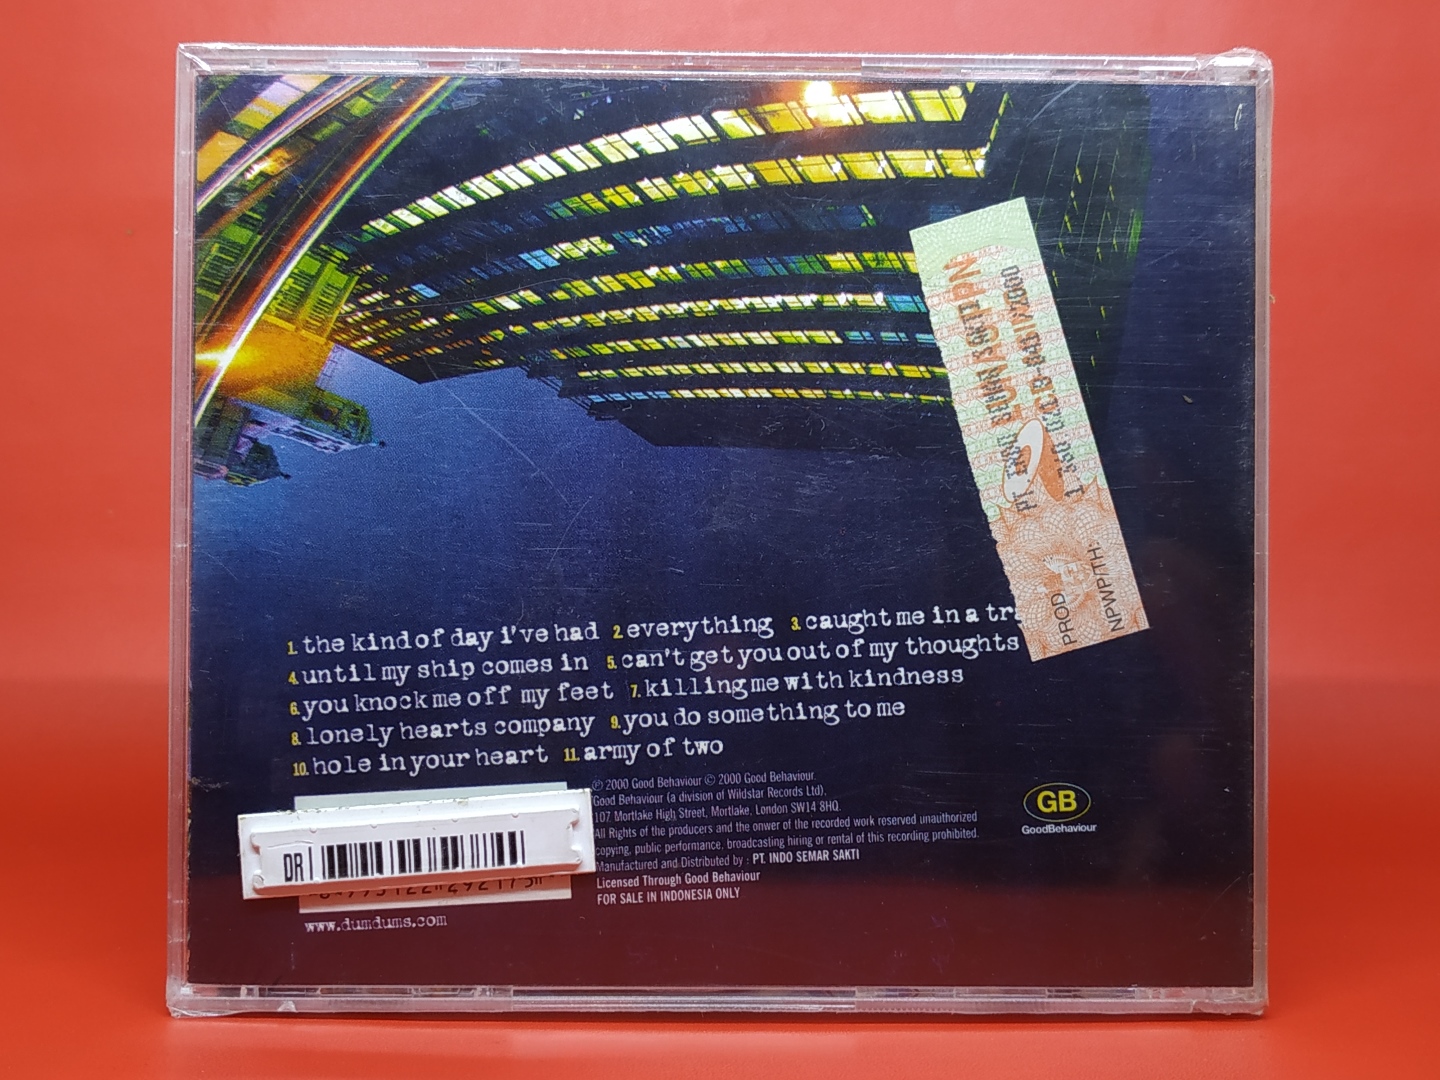 1. the kind of day i've had 2 everything 3. caught me in a
4. until my ship comes in 5. can't get you out of my thoughts
6. you knock me off my feet 7. killing me with kindness
8. lonely hearts company 9. you do something to me
10. hole in your heart 11. army of two
℗ 2000 Good Behaviour © 2000 Good Behaviour.
Good Behaviour (a division of Wildstar Records Ltd).
107 Mortlake High Street, Mortlake, London SW14 8HQ.
All Rights of the producers and the onwer of the recorded work reserved unauthorized
copying, public performance, broadcasting hiring or rental of this recording prohibited.
Manufactured and Distributed by : PT. INDO SEMAR SAKTI
Licensed Through Good Behaviour
FOR SALE IN INDONESIA ONLY
GB
GoodBehaviour
DR
www.dumdums.com
PROD
NPWP/TH:
PT. SEMAR SAKTI